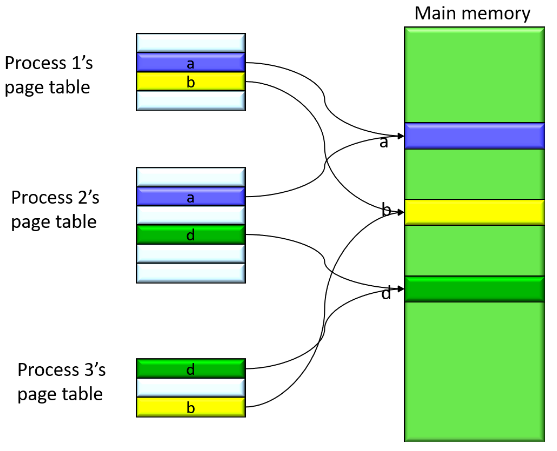 Main memory
Process 1's
page table
a
b
a
Process 2's
page table
a
d
b
d
Process 3's
page table
d
b